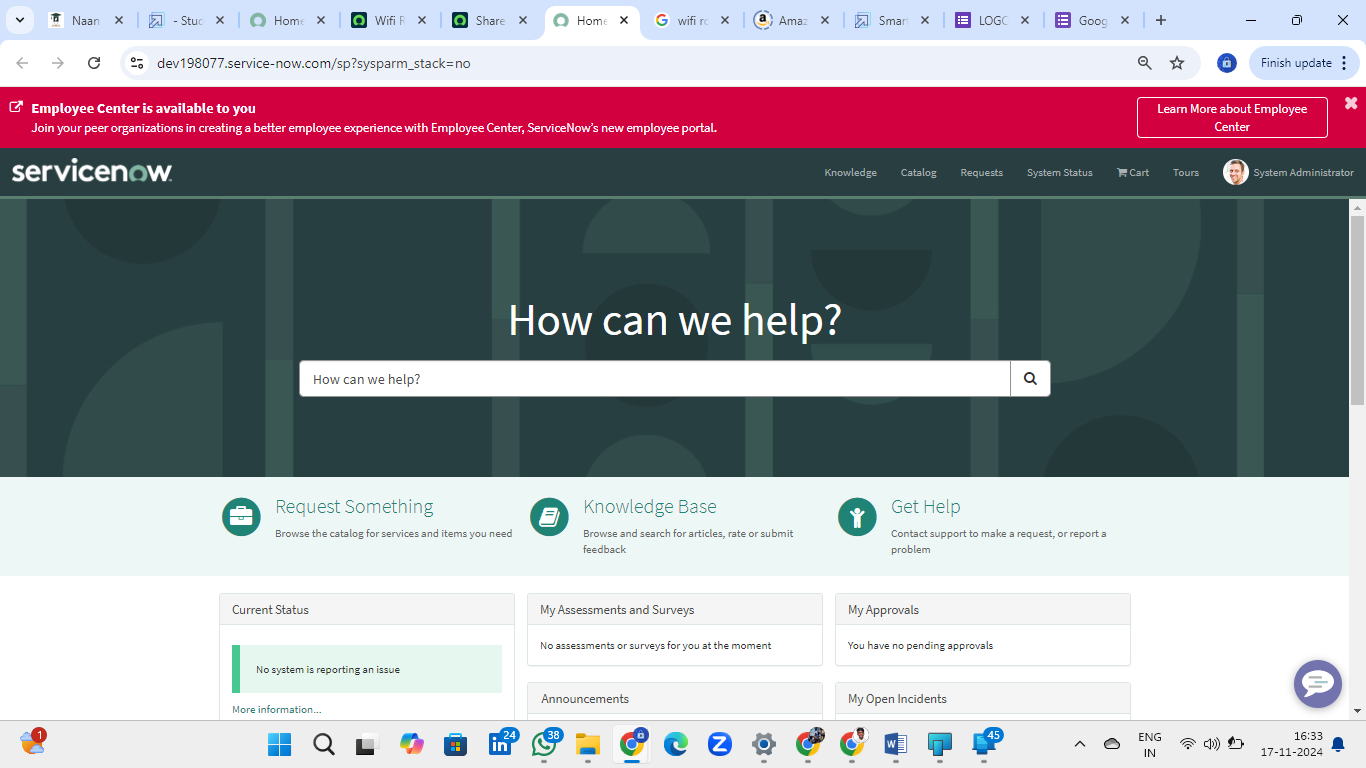 Naan
- Stuc
Home
Wifi R
Share
Home
wifi ro
Amaz
Smar
LOGO
Goog
dev198077.service-now.com/sp?sysparm_stack=no
Finish update
Employee Center is available to you
Join your peer organizations in creating a better employee experience with Employee Center, ServiceNow's new employee portal.
Learn More about Employee
Center
servicenow
Knowledge
Catalog
Requests
System Status
Cart
Tours
System Administrator
How can we help?
How can we help?
Request Something
Browse the catalog for services and items you need
Knowledge Base
Browse and search for articles, rate or submit
feedback
Get Help
Contact support to make a request, or report a
problem
Current Status
No system is reporting an issue
More information...
My Assessments and Surveys
No assessments or surveys for you at the moment
Announcements
My Approvals
You have no pending approvals
My Open Incidents
1
24
38
45
ENG
IN
16:33
17-11-2024